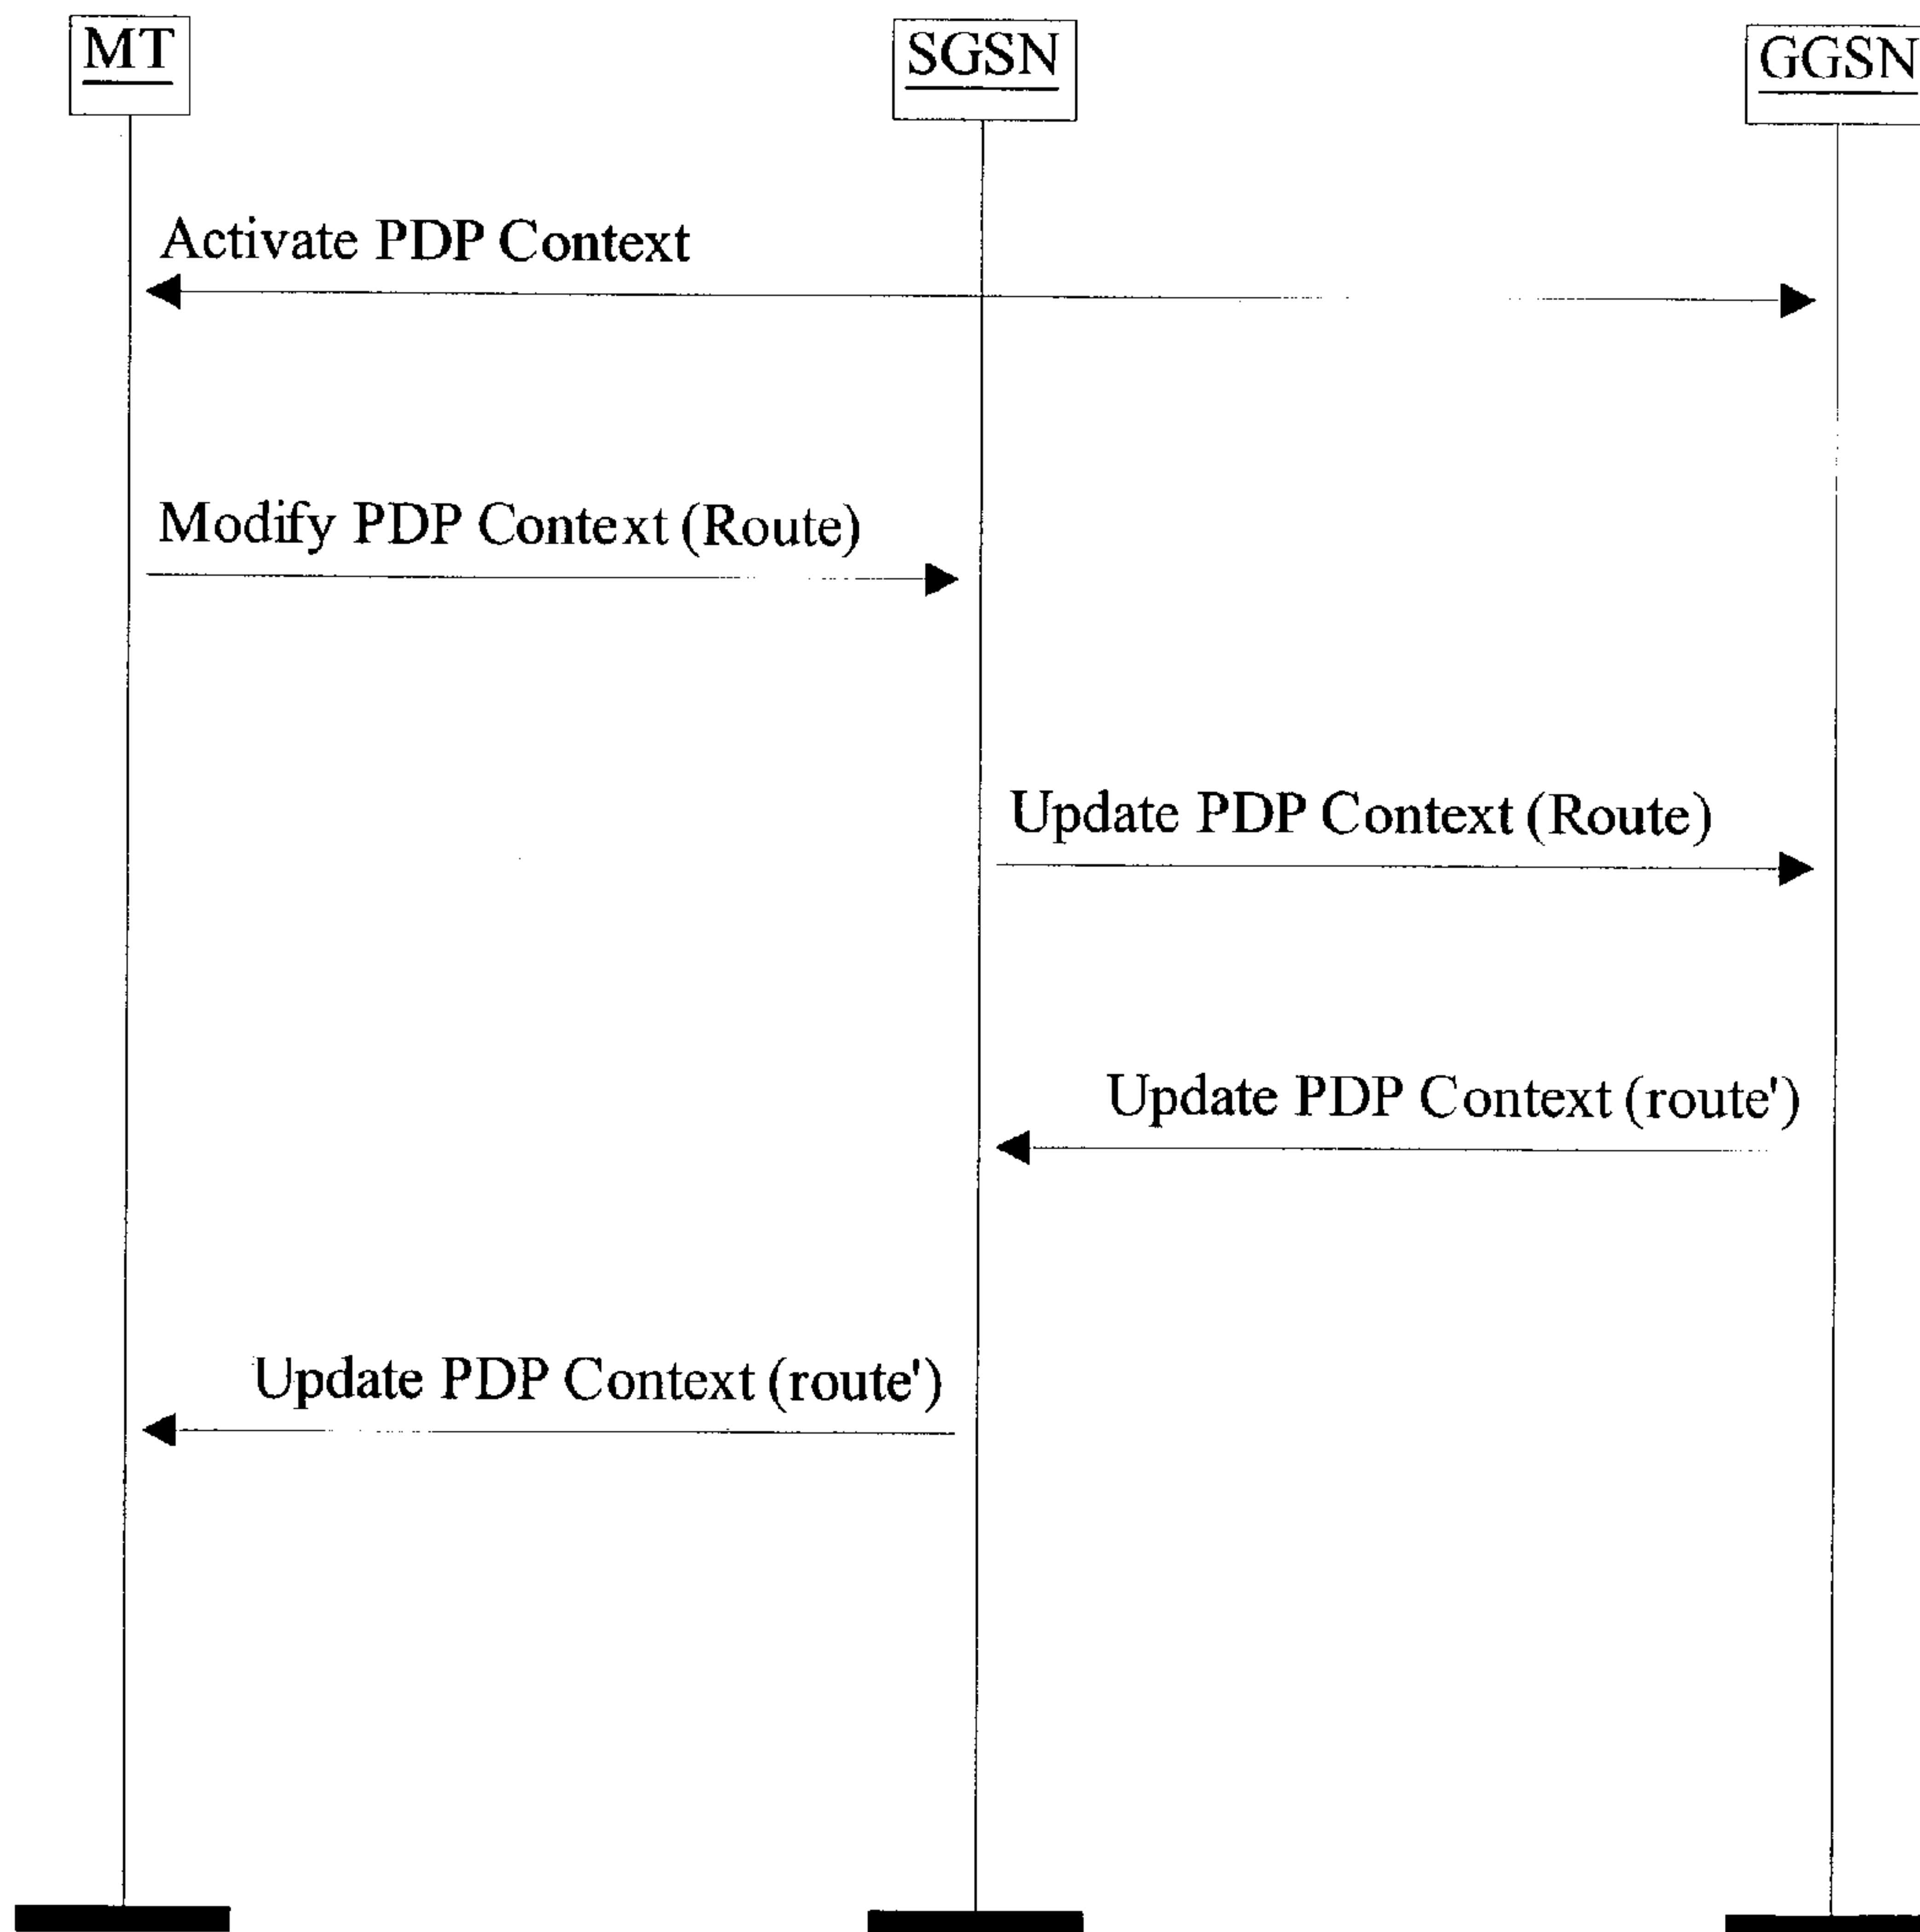 MT
SGSN
GGSN
Activate PDP Context
Modify PDP Context (Route)
Update PDP Context (Route)
Update PDP Context (route')
Update PDP Context (route')